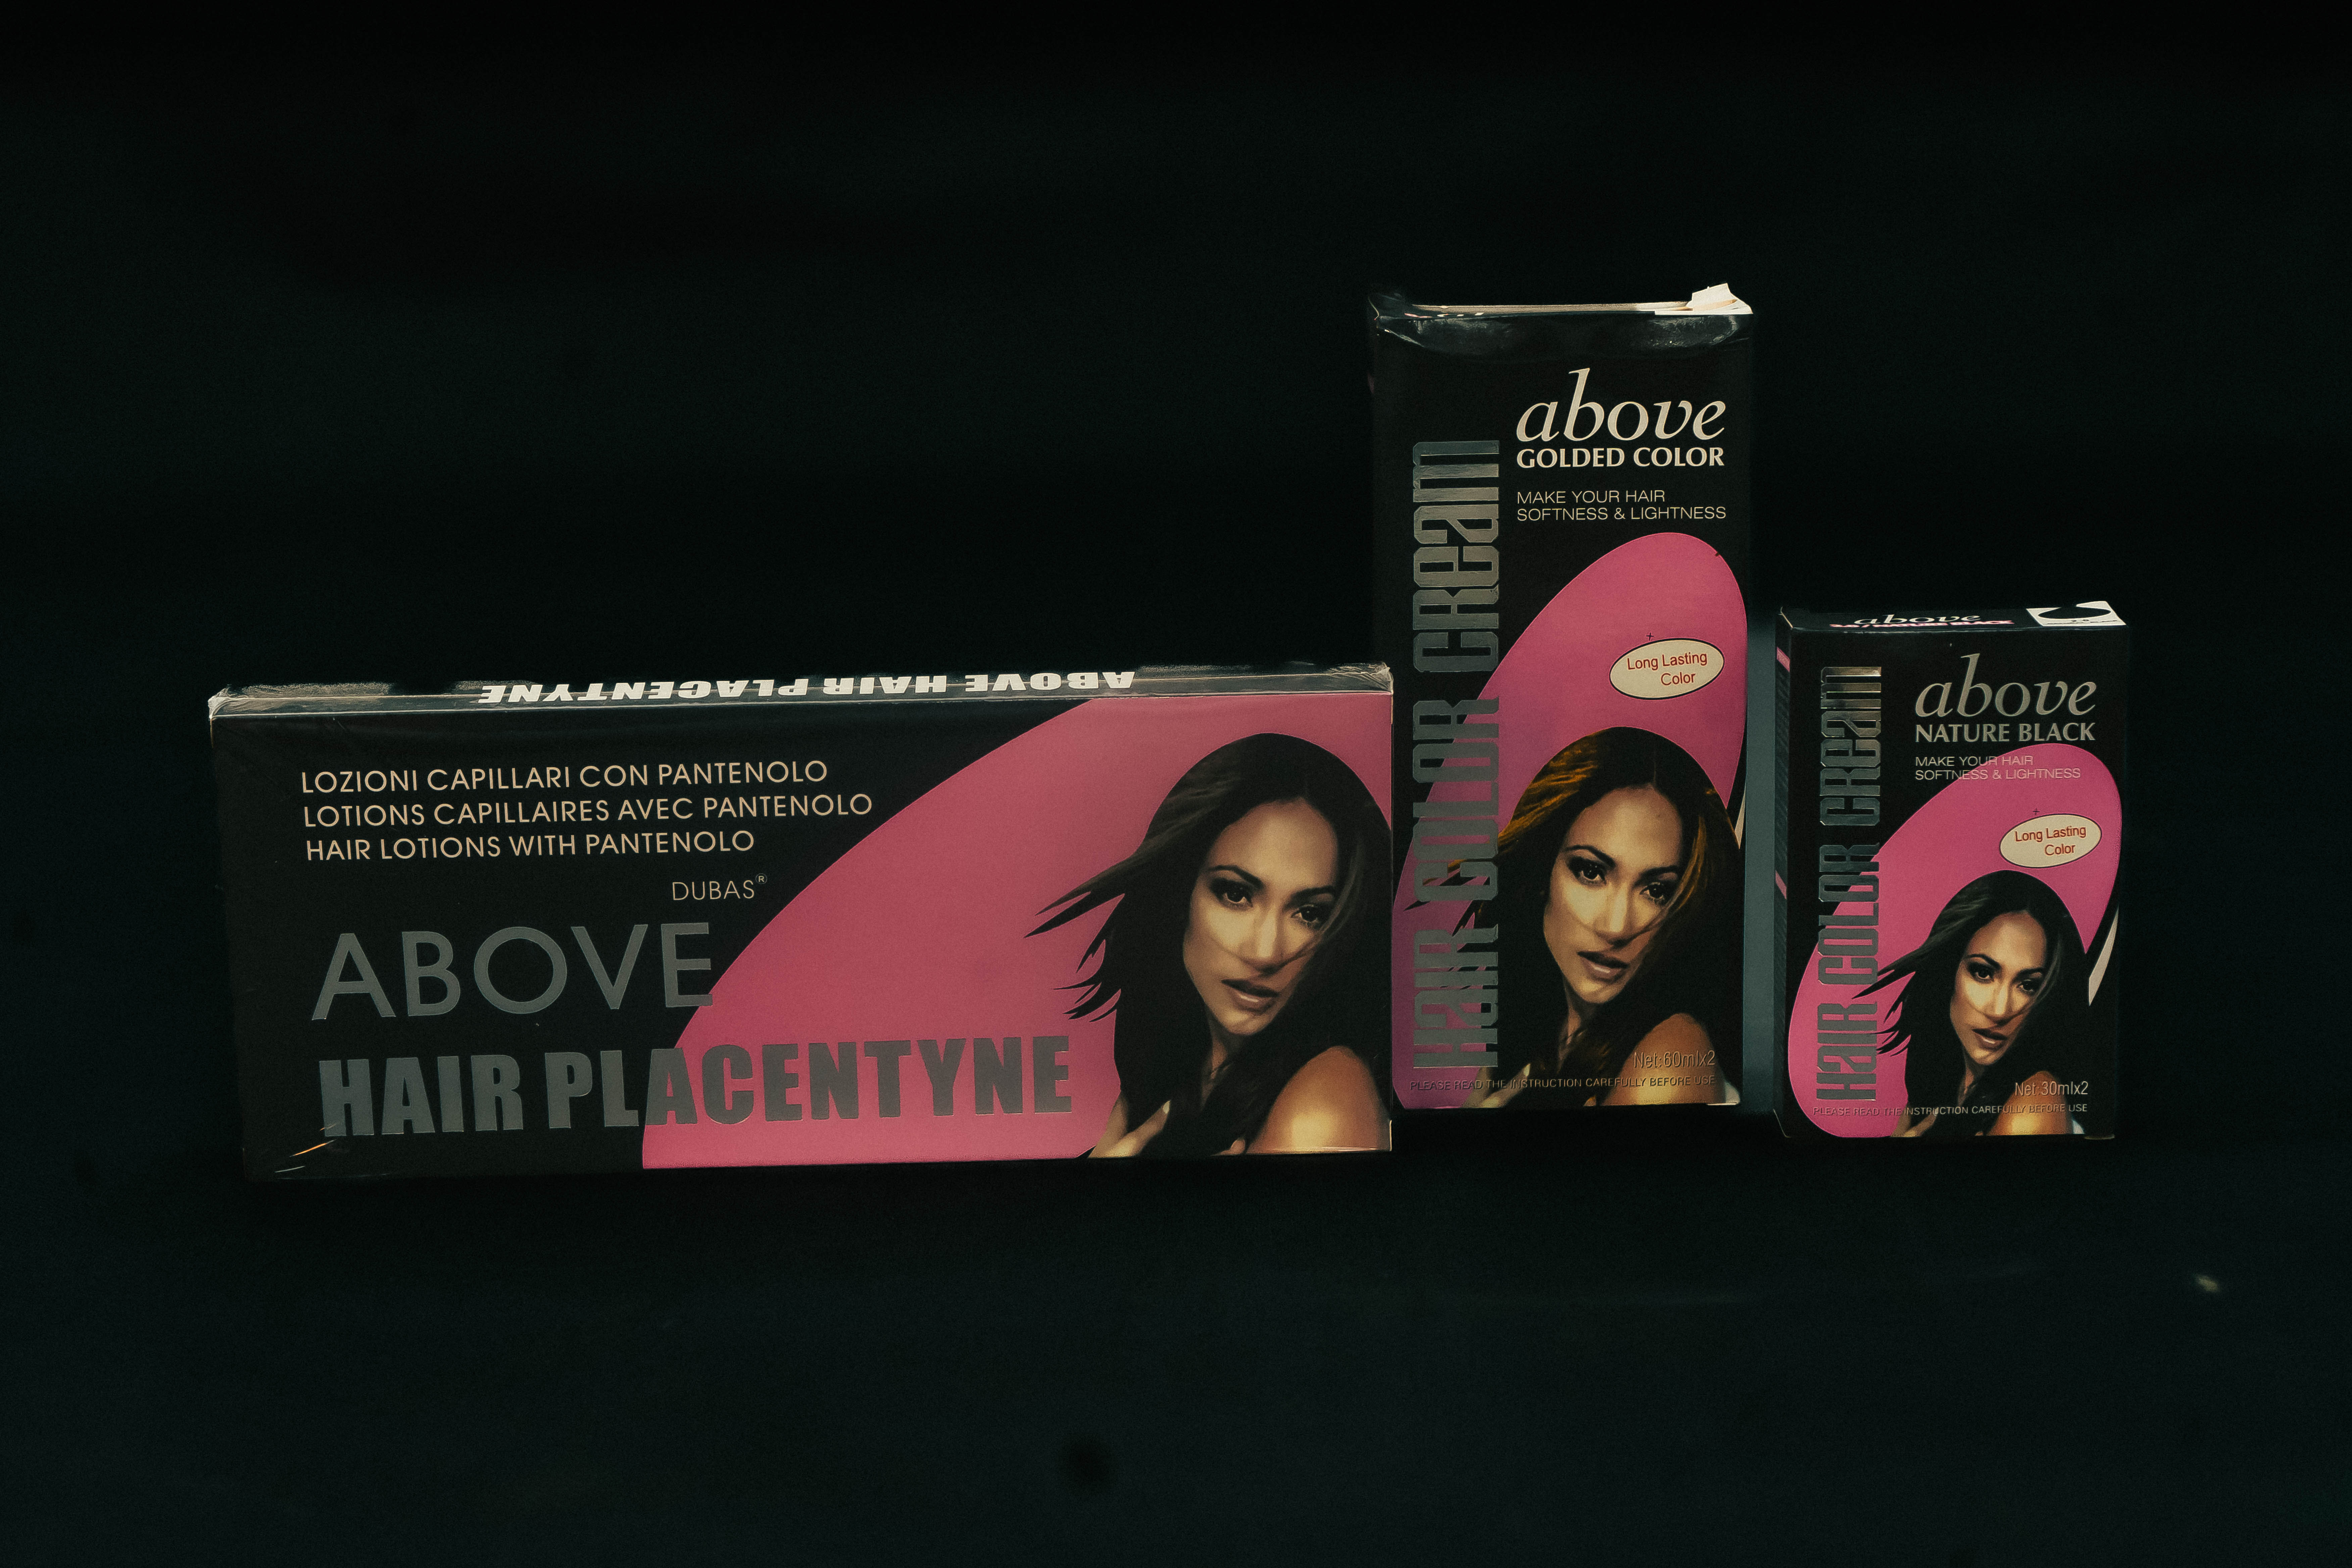 ABOVE HAIR PLACENTYNE
LOZIONI CAPILLARI CON PANTENOLO
LOTIONS CAPILLAIRES AVEC PANTENOLO
HAIR LOTIONS WITH PANTENOLO
DUBAS®
ABOVE
HAIR PLACENTYNE
above
GOLDED COLOR
MAKE YOUR HAIR
SOFTNESS & LIGHTNESS
Long Lasting
Color
HAIR COLOR CREAM
Net:60mlx2
PLEASE READ THE INSTRUCTION CAREFULLY BEFORE USE
above
NATURE BLACK
above
NATURE BLACK
MAKE YOUR HAIR
SOFTNESS & LIGHTNESS
Long Lasting
Color
HAIR COLOR CREAM
Net:30mlx2
PLEASE READ THE INSTRUCTION CAREFULLY BEFORE USE